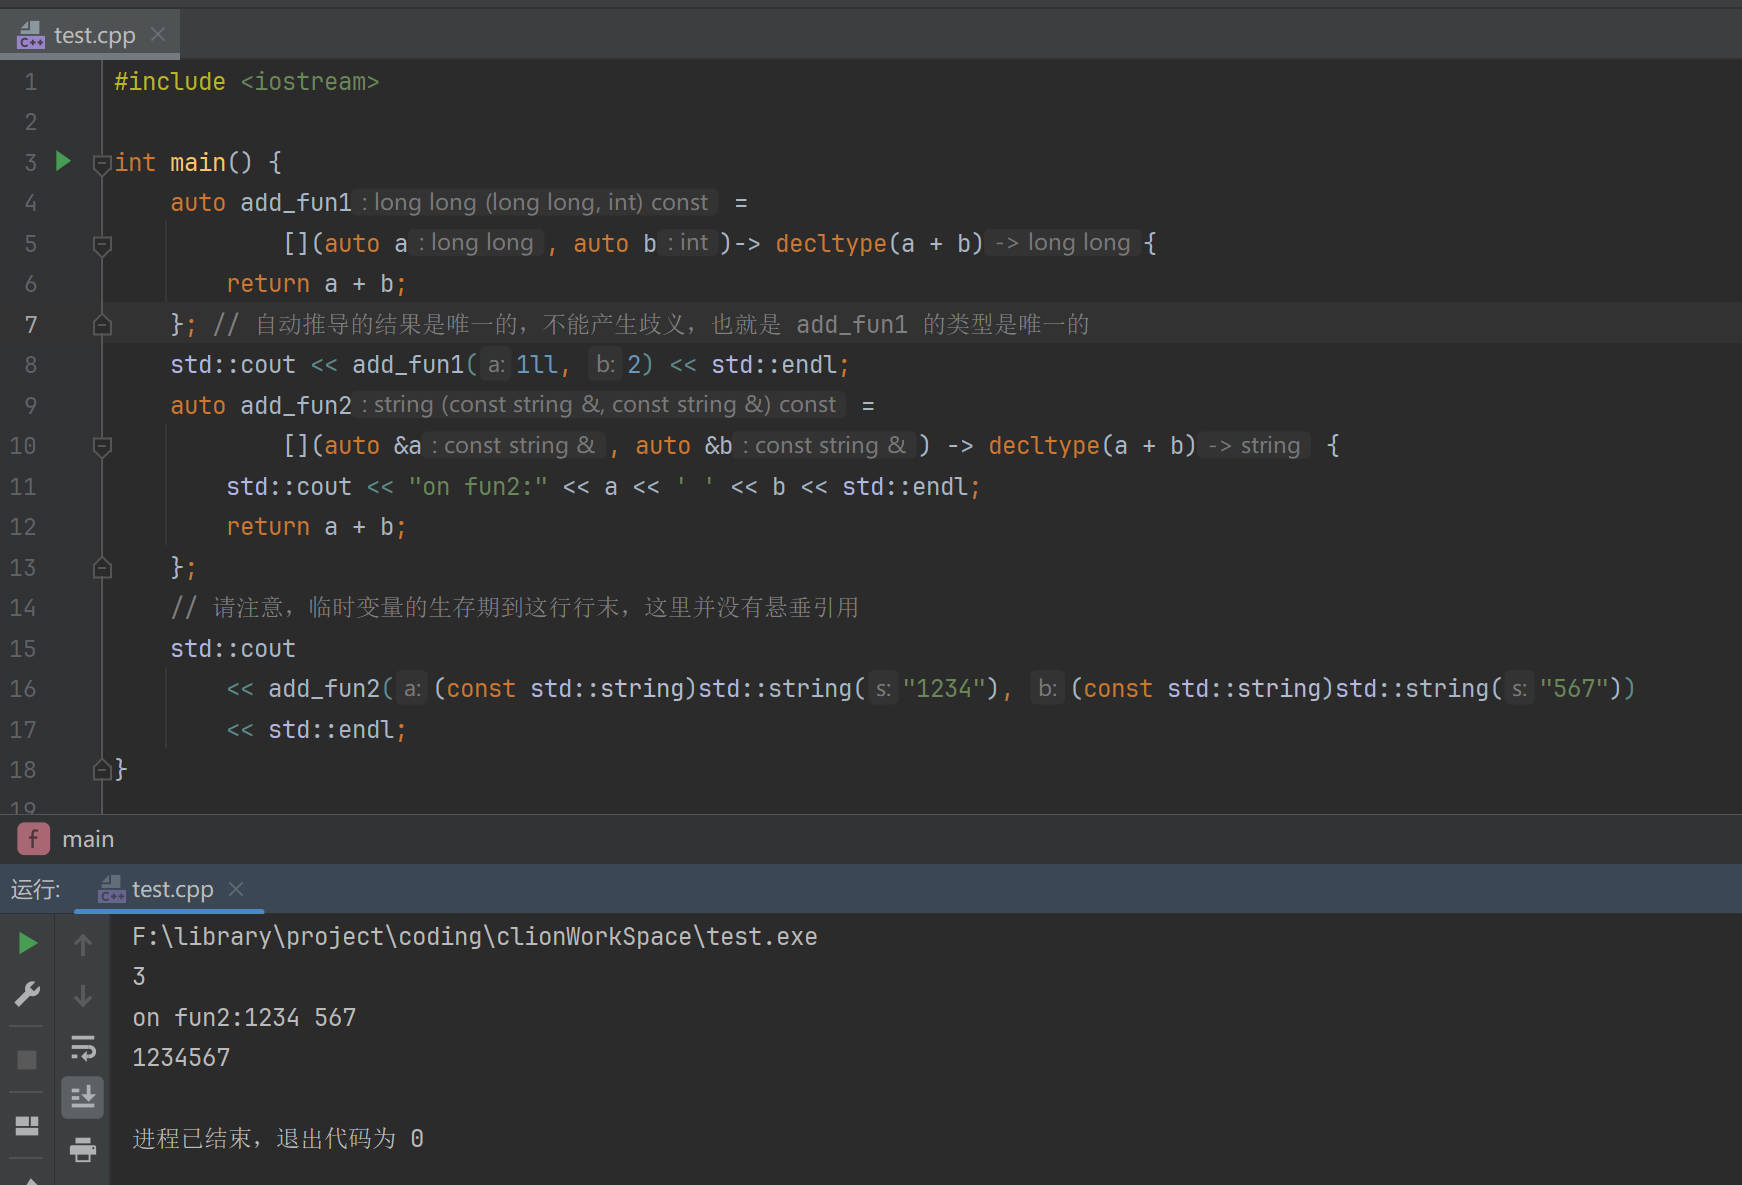 test.cpp
1 #include <iostream>
2
3 int main() {
4 auto add_fun1 : long long (long long, int) const =
5 [](auto a : long long , auto b : int )-> decltype(a + b) -> long long {
6 return a + b;
7 }; // 自动推导的结果是唯一的，不能产生歧义，也就是 add_fun1 的类型是唯一的
8 std::cout << add_fun1( a: 1ll, b: 2) << std::endl;
9 auto add_fun2 : string (const string &, const string &) const =
10 [](auto &a : const string & , auto &b : const string & ) -> decltype(a + b) -> string {
11 std::cout << "on fun2:" << a << ' ' << b << std::endl;
12 return a + b;
13 };
14 // 请注意，临时变量的生存期到这行行末，这里并没有悬垂引用
15 std::cout
16 << add_fun2( a: (const std::string)std::string( s: "1234"), b: (const std::string)std::string( s: "567"))
17 << std::endl;
18 }
19
f main
运行: test.cpp
F:\library\project\coding\clionWorkSpace\test.exe
3
on fun2:1234 567
1234567
进程已结束，退出代码为 0